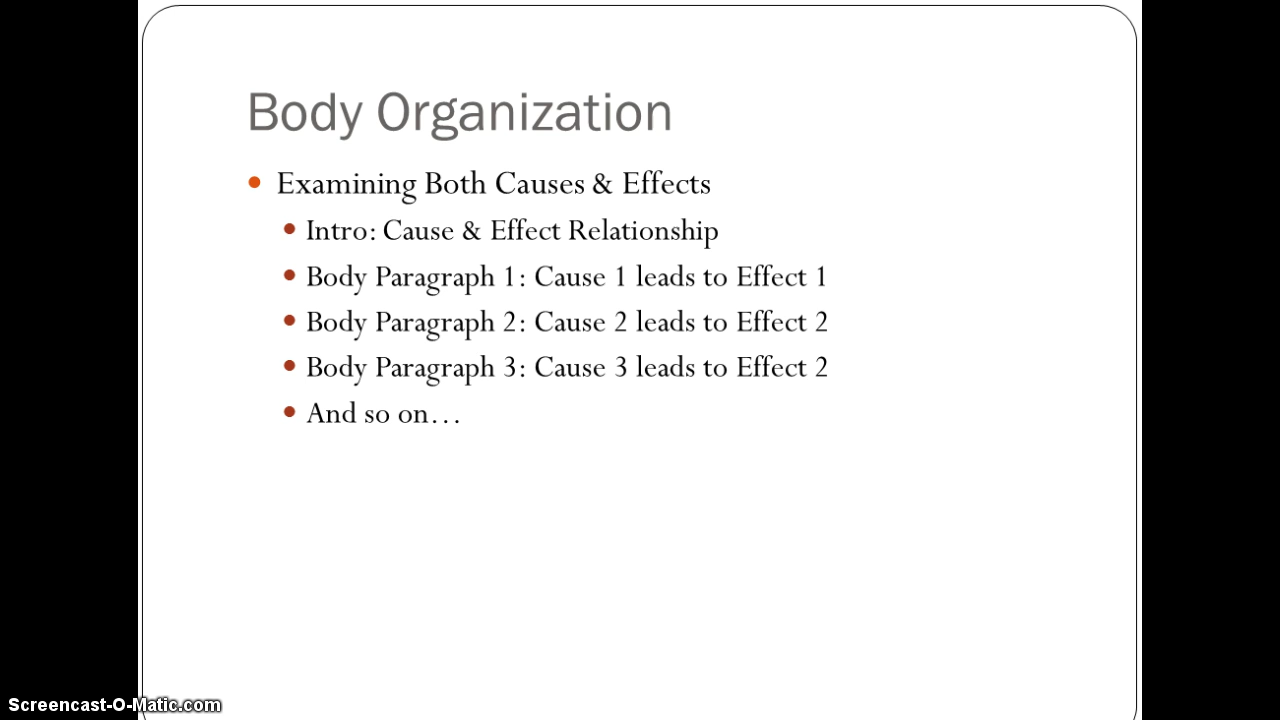 Body Organization
Examining Both Causes & Effects
Intro: Cause & Effect Relationship
Body Paragraph 1: Cause 1 leads to Effect 1
Body Paragraph 2: Cause 2 leads to Effect 2
Body Paragraph 3: Cause 3 leads to Effect 2
And so on…
Screencast-O-Matic.com